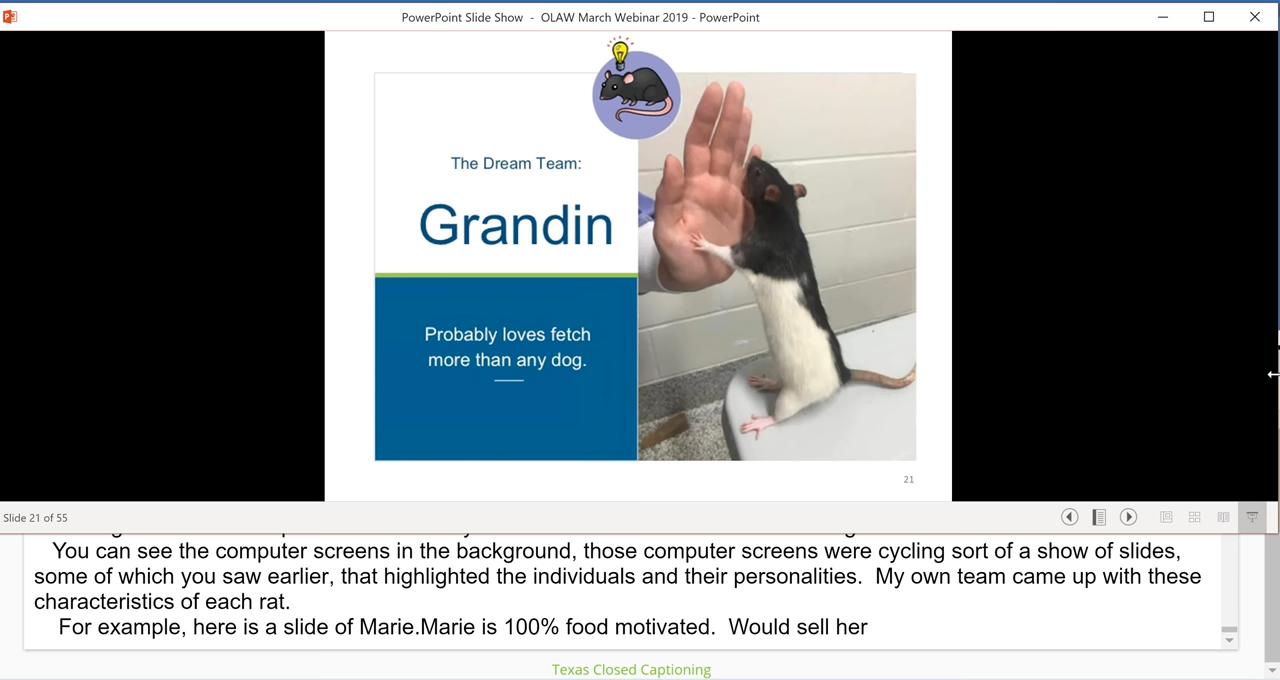 PowerPoint Slide Show - OLAW March Webinar 2019 - PowerPoint
The Dream Team:
Grandin
Probably loves fetch
more than any dog.
21
Slide 21 of 55
You can see the computer screens in the background, those computer screens were cycling sort of a show of slides,
some of which you saw earlier, that highlighted the individuals and their personalities.  My own team came up with these
characteristics of each rat.
For example, here is a slide of Marie.Marie is 100% food motivated.  Would sell her
Texas Closed Captioning